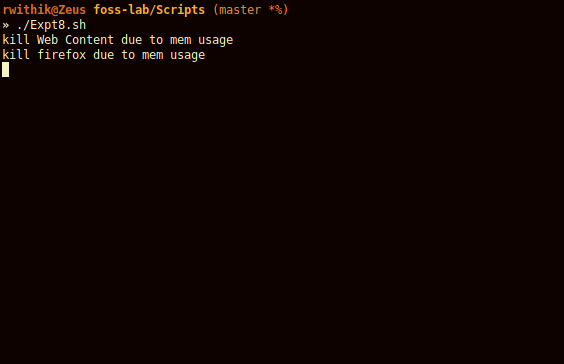 rwithik@Zeus foss-lab/Scripts (master *%)
» ./Expt8.sh
kill Web Content due to mem usage
kill firefox due to mem usage